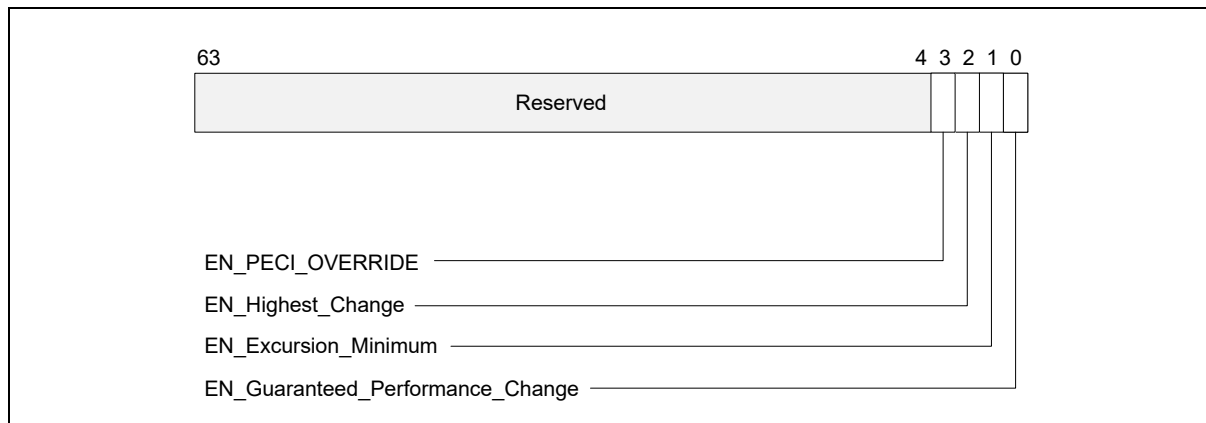 63 4 3 2 1 0
Reserved
EN_PECI_OVERRIDE
EN_Highest_Change
EN_Excursion_Minimum
EN_Guaranteed_Performance_Change